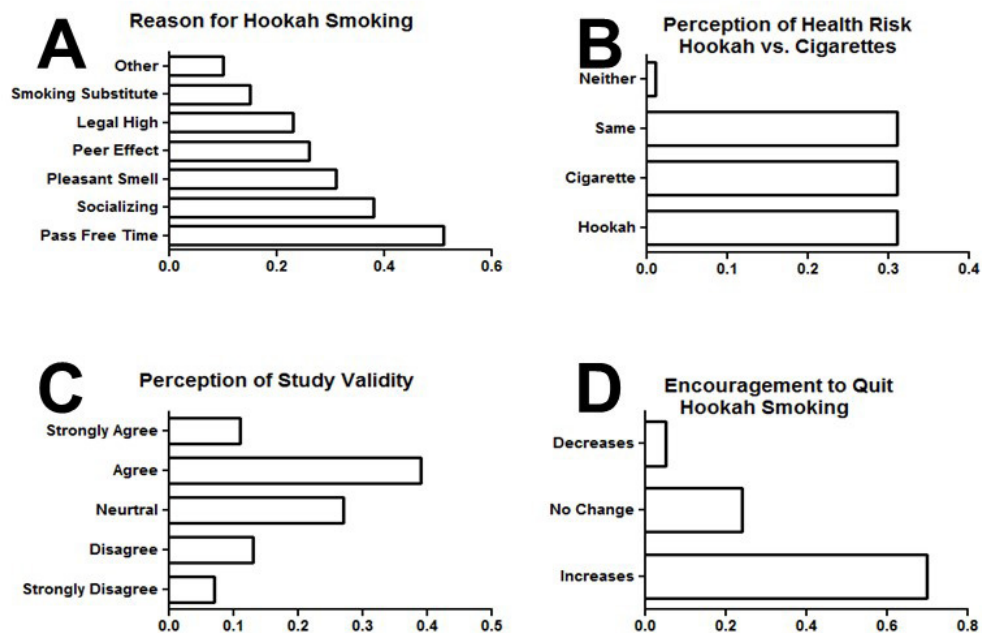 A
Reason for Hookah Smoking
Other
Smoking Substitute
Legal High
Peer Effect
Pleasant Smell
Socializing
Pass Free Time
0.0 0.2 0.4 0.6
B
Perception of Health Risk
Hookah vs. Cigarettes
Neither
Same
Cigarette
Hookah
0.0 0.1 0.2 0.3 0.4
C
Perception of Study Validity
Strongly Agree
Agree
Neurtral
Disagree
Strongly Disagree
0.0 0.1 0.2 0.3 0.4 0.5
D
Encouragement to Quit
Hookah Smoking
Decreases
No Change
Increases
0.0 0.2 0.4 0.6 0.8